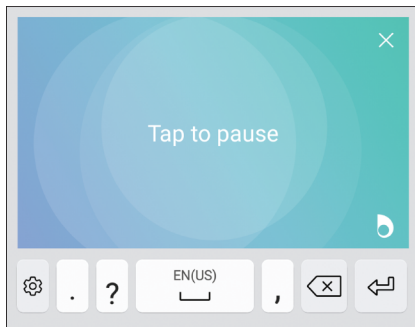 Tap to pause
. ? EN(US) ,